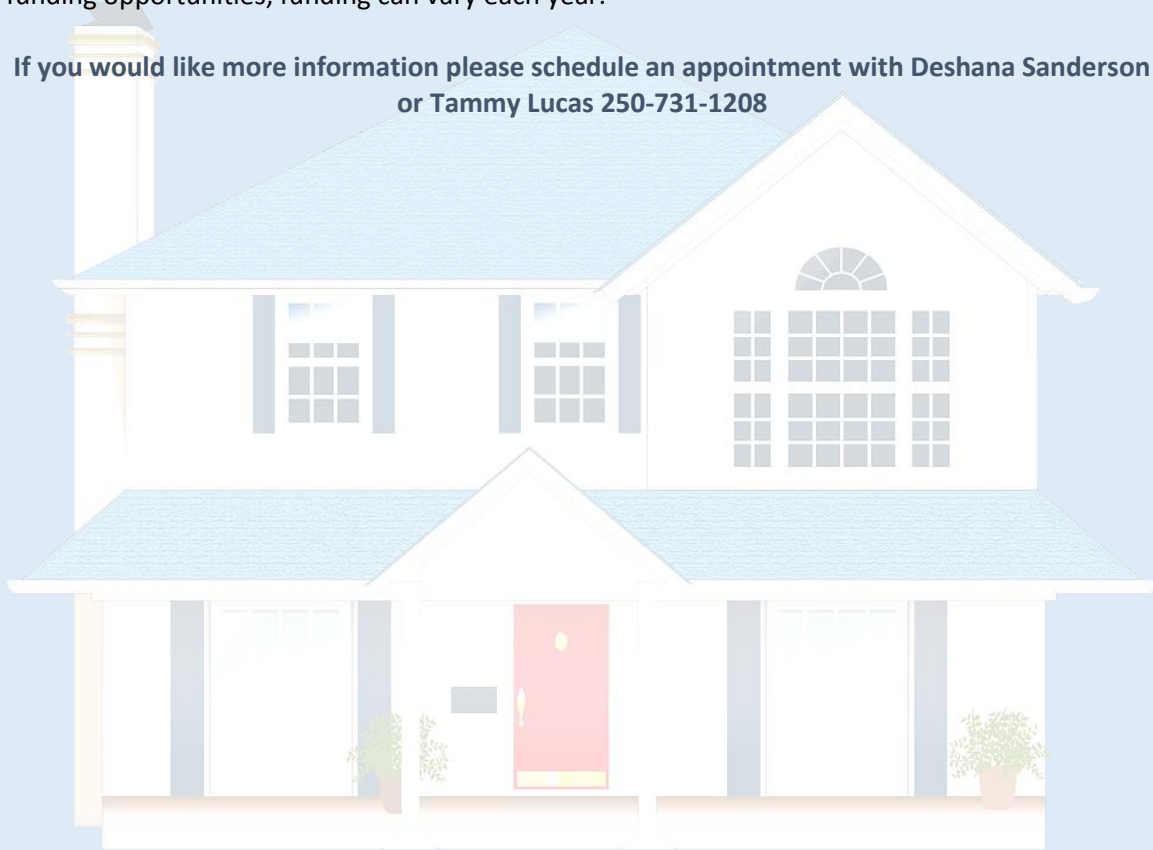 funding opportunities, funding can vary each year.
If you would like more information please schedule an appointment with Deshana Sanderson
or Tammy Lucas 250-731-1208